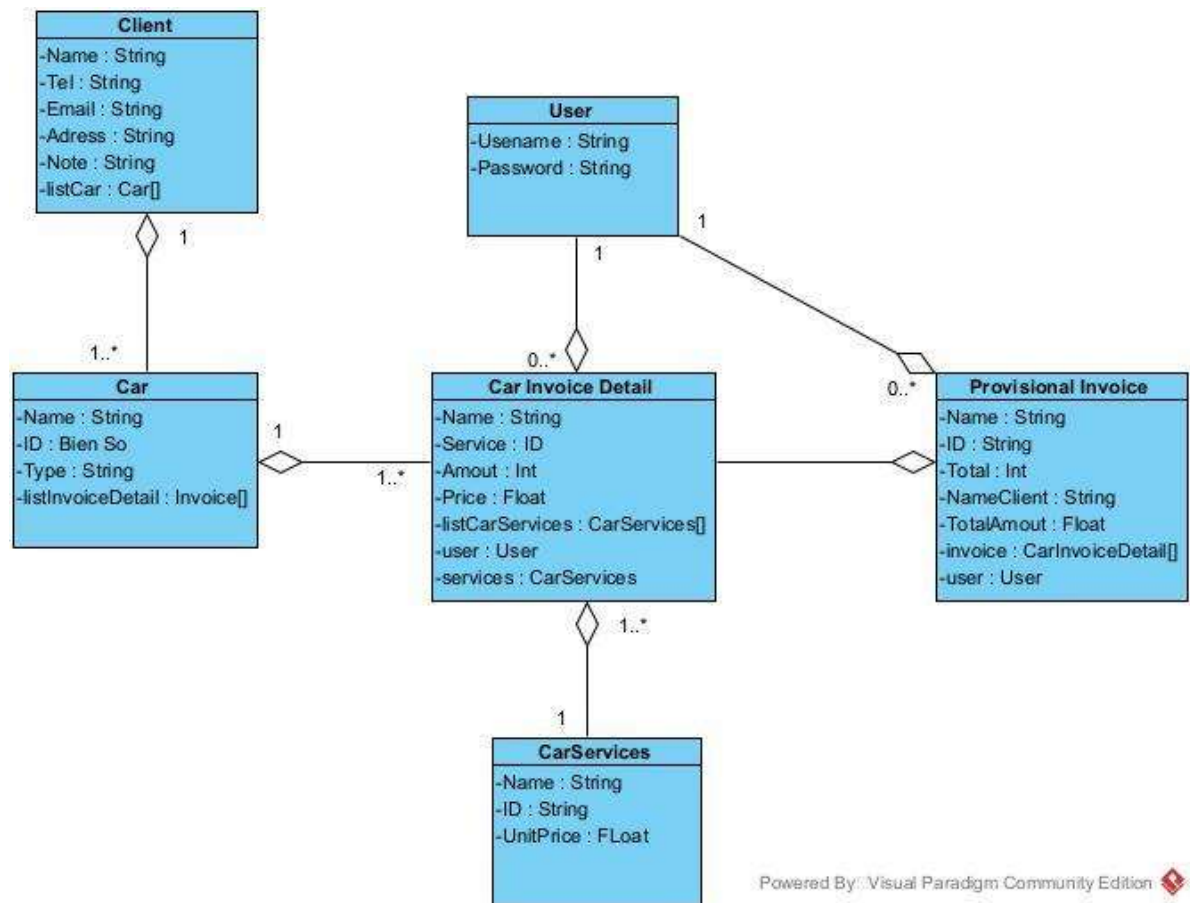 Client
-Name : String
-Tel : String
-Email : String
-Adress : String
-Note : String
-listCar : Car[]
1
1..*
User
-Usename : String
-Password : String
1
1
0..*
0..*
Car
-Name : String
-ID : Bien So
-Type : String
-listInvoiceDetail : Invoice[]
1
1..*
Car Invoice Detail
-Name : String
-Service : ID
-Amout : Int
-Price : Float
-listCarServices : CarServices[]
-user : User
-services : CarServices
Provisional Invoice
-Name : String
-ID : String
-Total : Int
-NameClient : String
-TotalAmout : Float
-invoice : CarInvoiceDetail[]
-user : User
1..*
1
CarServices
-Name : String
-ID : String
-UnitPrice : FLoat
Powered By: Visual Paradigm Community Edition